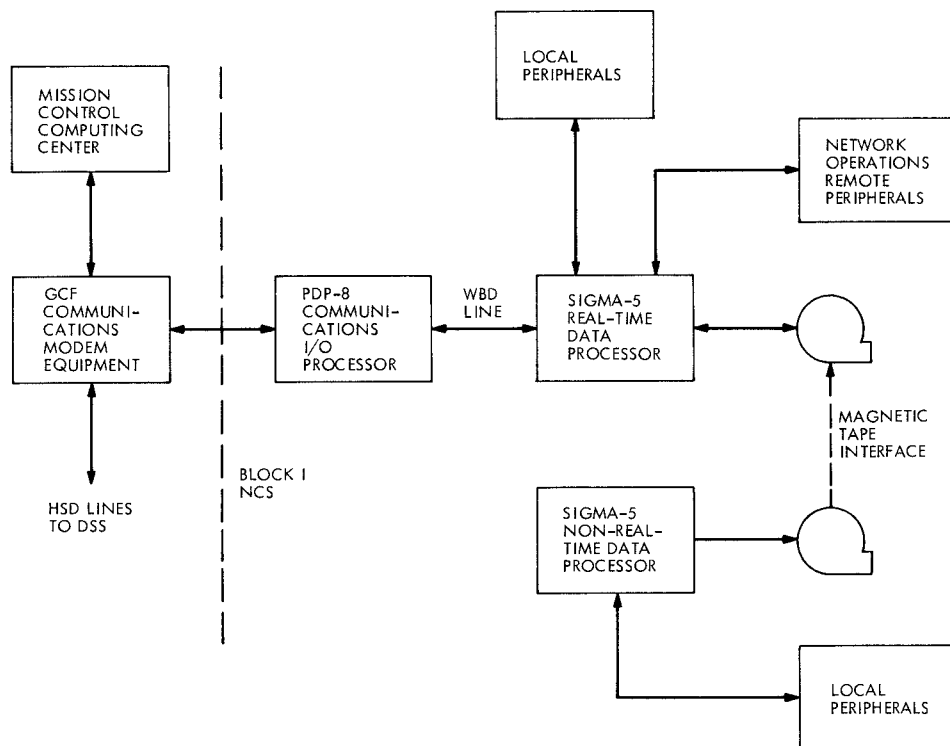 MISSION
CONTROL
COMPUTING
CENTER
LOCAL
PERIPHERALS
NETWORK
OPERATIONS
REMOTE
PERIPHERALS
GCF
COMMUNI-
CATIONS
MODEM
EQUIPMENT
PDP-8
COMMUNI-
CATIONS
I/O
PROCESSOR
WBD
LINE
SIGMA-5
REAL-TIME
DATA
PROCESSOR
MAGNETIC
TAPE
INTERFACE
BLOCK I
NCS
HSD LINES
TO DSS
SIGMA-5
NON-REAL-
TIME DATA
PROCESSOR
LOCAL
PERIPHERALS